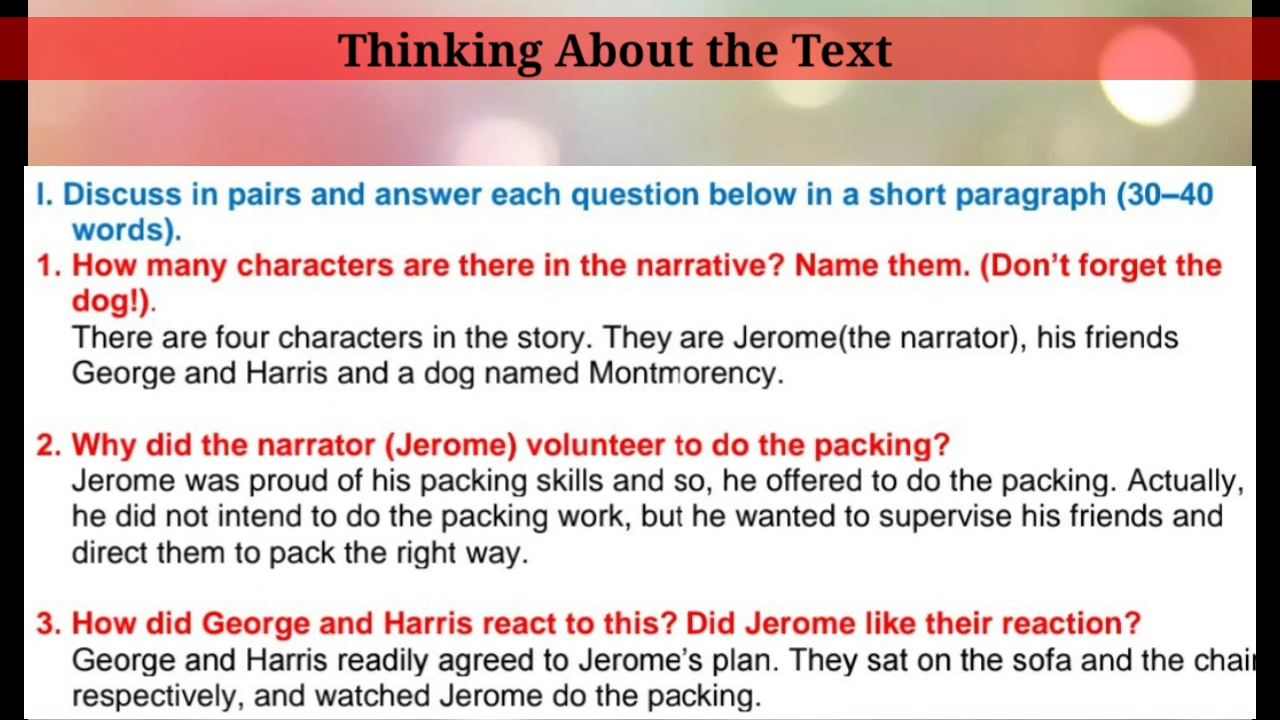 Thinking About the Text
I. Discuss in pairs and answer each question below in a short paragraph (30–40
words).
1. How many characters are there in the narrative? Name them. (Don't forget the
dog!).
There are four characters in the story. They are Jerome(the narrator), his friends
George and Harris and a dog named Montmorency.
2. Why did the narrator (Jerome) volunteer to do the packing?
Jerome was proud of his packing skills and so, he offered to do the packing. Actually,
he did not intend to do the packing work, but he wanted to supervise his friends and
direct them to pack the right way.
3. How did George and Harris react to this? Did Jerome like their reaction?
George and Harris readily agreed to Jerome's plan. They sat on the sofa and the chair
respectively, and watched Jerome do the packing.